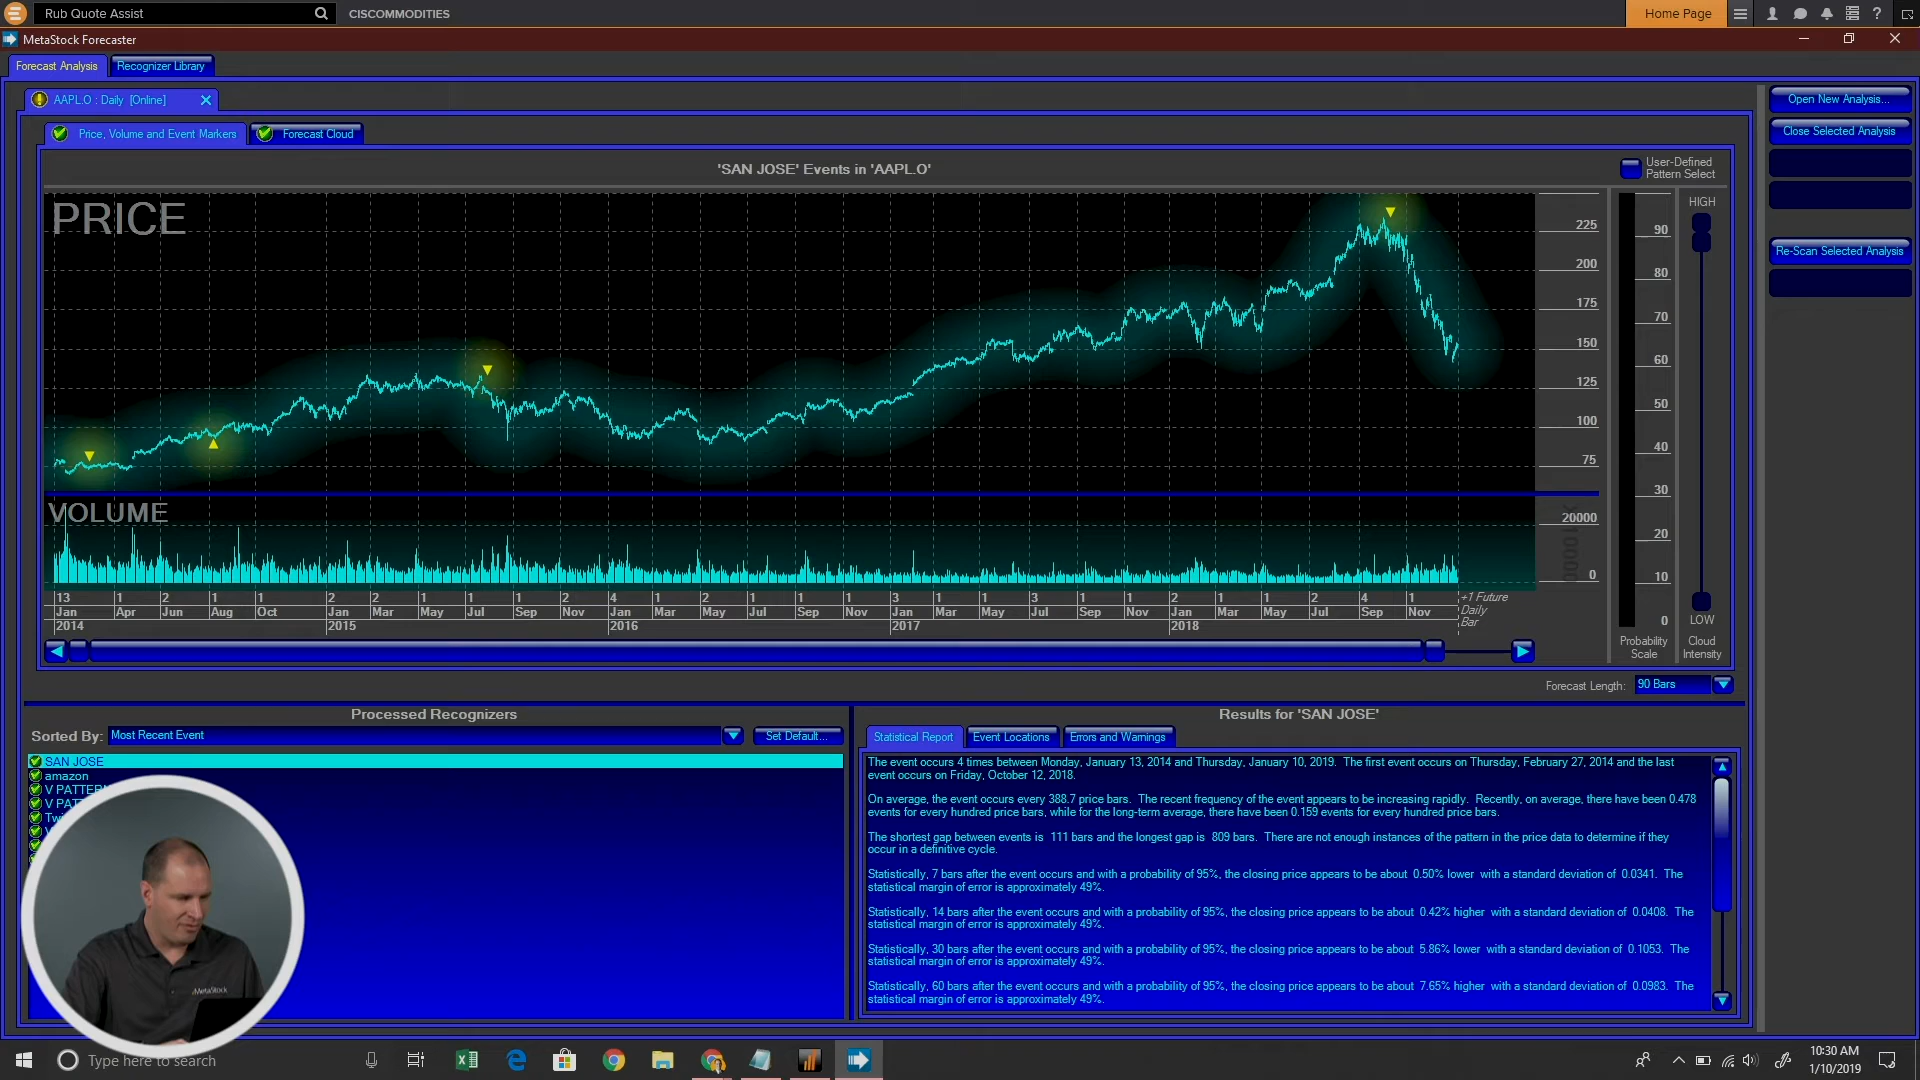 Rub Quote Assist
CISCOMMODITIES
Home Page
?
MetaStock Forecaster
Forecast Analysis
Recognizer Library
AAPL.O : Daily [Online]
Open New Analysis...
Close Selected Analysis
Re-Scan Selected Analysis
Price, Volume and Event Markers
Forecast Cloud
'SAN JOSE' Events in 'AAPL.O'
User-Defined
Pattern Select
PRICE
225
200
175
150
125
100
75
VOLUME
20000
0
13 1 2 1 1 2 2 1 1 1 2 4 1 2 1 1 1 3 1 1 3 1 1 2 1 1 2 4 1
Jan Apr Jun Aug Oct Jan Mar May Jul Sep Nov Jan Mar May Jul Sep Nov Jan Mar May Jul Sep Nov Jan Mar May Jul Sep Nov
2014 2015 2016 2017 2018
+1 Future
Daily
Bar
90
80
70
60
50
40
30
20
10
0
Probability
Scale
HIGH
LOW
Cloud
Intensity
Forecast Length: 90 Bars
Processed Recognizers
Sorted By: Most Recent Event
Set Default...
SAN JOSE
amazon
Results for 'SAN JOSE'
Statistical Report
Event Locations
Errors and Warnings
The event occurs 4 times between Monday, January 13, 2014 and Thursday, January 10, 2019. The first event occurs on Thursday, February 27, 2014 and the last
event occurs on Friday, October 12, 2018.
On average, the event occurs every 388.7 price bars. The recent frequency of the event appears to be increasing rapidly. Recently, on average, there have been 0.478
events for every hundred price bars, while for the long-term average, there have been 0.159 events for every hundred price bars.
The shortest gap between events is 111 bars and the longest gap is 809 bars. There are not enough instances of the pattern in the price data to determine if they
occur in a definitive cycle.
Statistically, 7 bars after the event occurs and with a probability of 95%, the closing price appears to be about 0.50% lower with a standard deviation of 0.0341. The
statistical margin of error is approximately 49%.
Statistically, 14 bars after the event occurs and with a probability of 95%, the closing price appears to be about 0.42% higher with a standard deviation of 0.0408. The
statistical margin of error is approximately 49%.
Statistically, 30 bars after the event occurs and with a probability of 95%, the closing price appears to be about 5.86% lower with a standard deviation of 0.1053. The
statistical margin of error is approximately 49%.
Statistically, 60 bars after the event occurs and with a probability of 95%, the closing price appears to be about 7.65% higher with a standard deviation of 0.0983. The
statistical margin of error is approximately 49%.
MetaStock
Type here to search
10:30 AM
1/10/2019